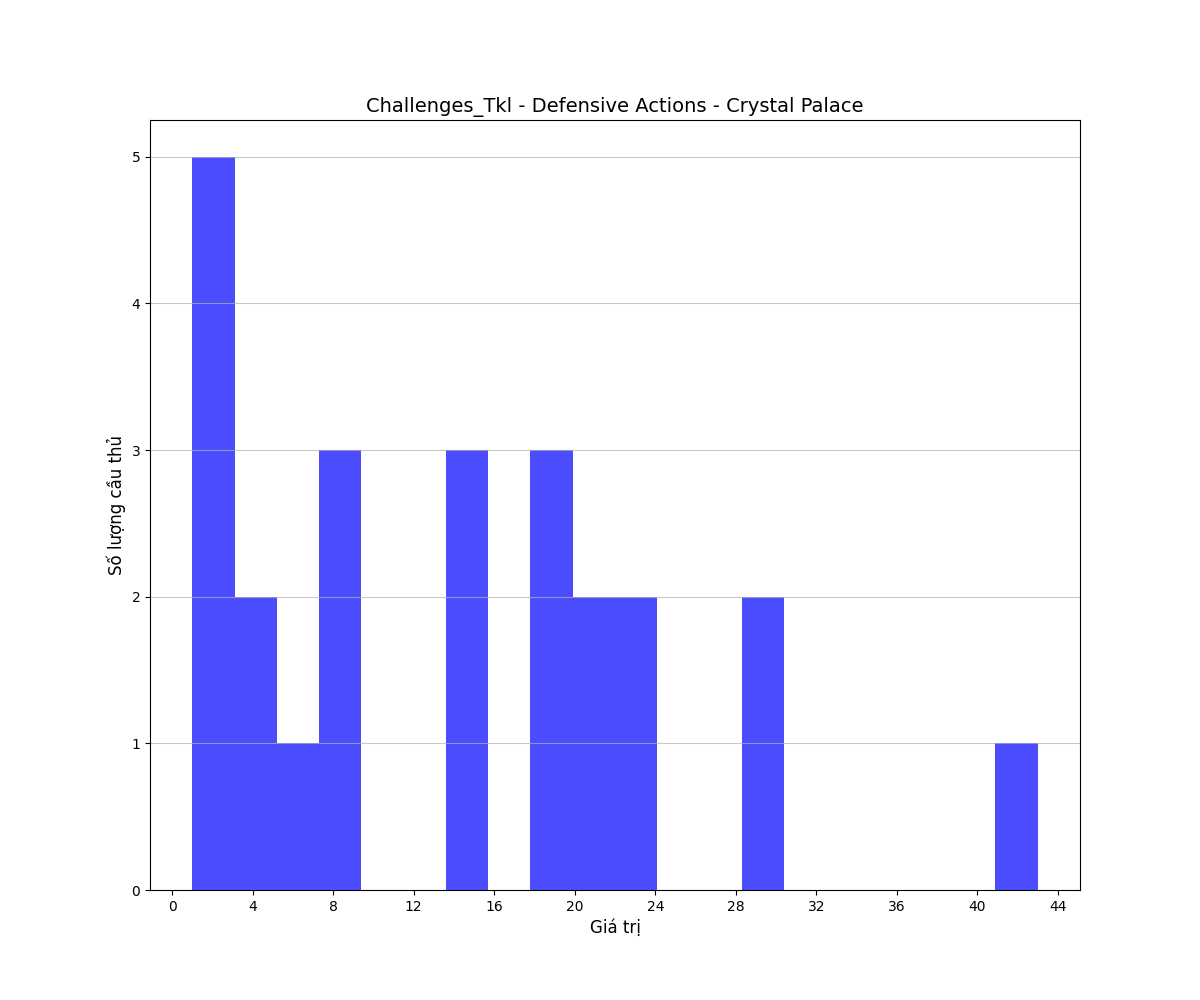 Challenges_Tkl - Defensive Actions - Crystal Palace
Số lượng cầu thủ
5
4
3
2
1
0
0 4 8 12 16 20 24 28 32 36 40 44
Giá trị